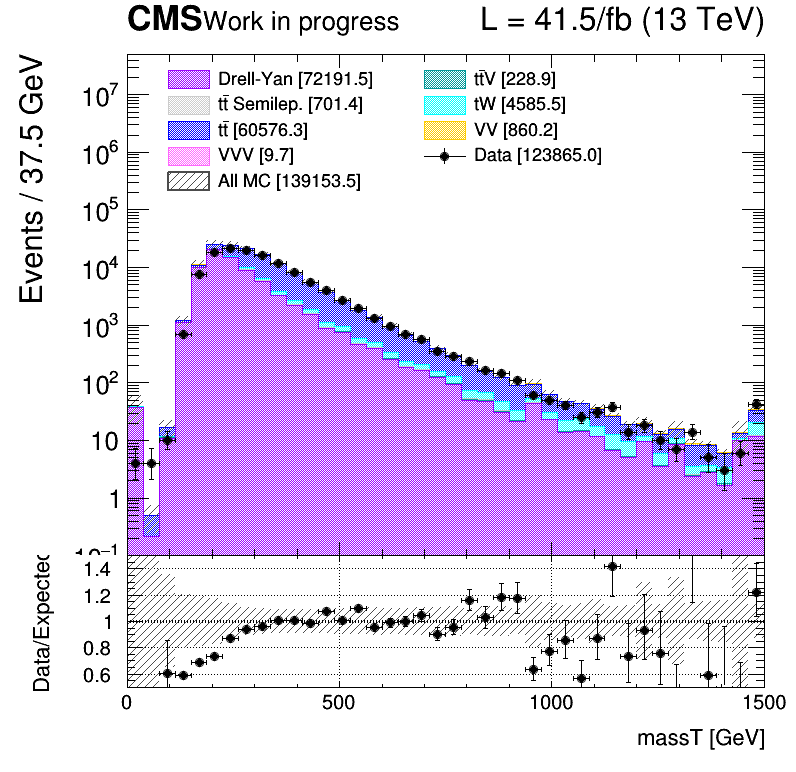 CMS Work in progress L = 41.5/fb (13 TeV)
Events / 37.5 GeV
Drell-Yan [72191.5] tt̄V [228.9]
tt̄ Semilep. [701.4] tW [4585.5]
tt̄ [60576.3] VV [860.2]
VVV [9.7] Data [123865.0]
All MC [139153.5]
10⁷
10⁶
10⁵
10⁴
10³
10²
10
1
10⁻¹
Data/Expected
1.4
1.2
1
0.8
0.6
0 500 1000 1500
massT [GeV]